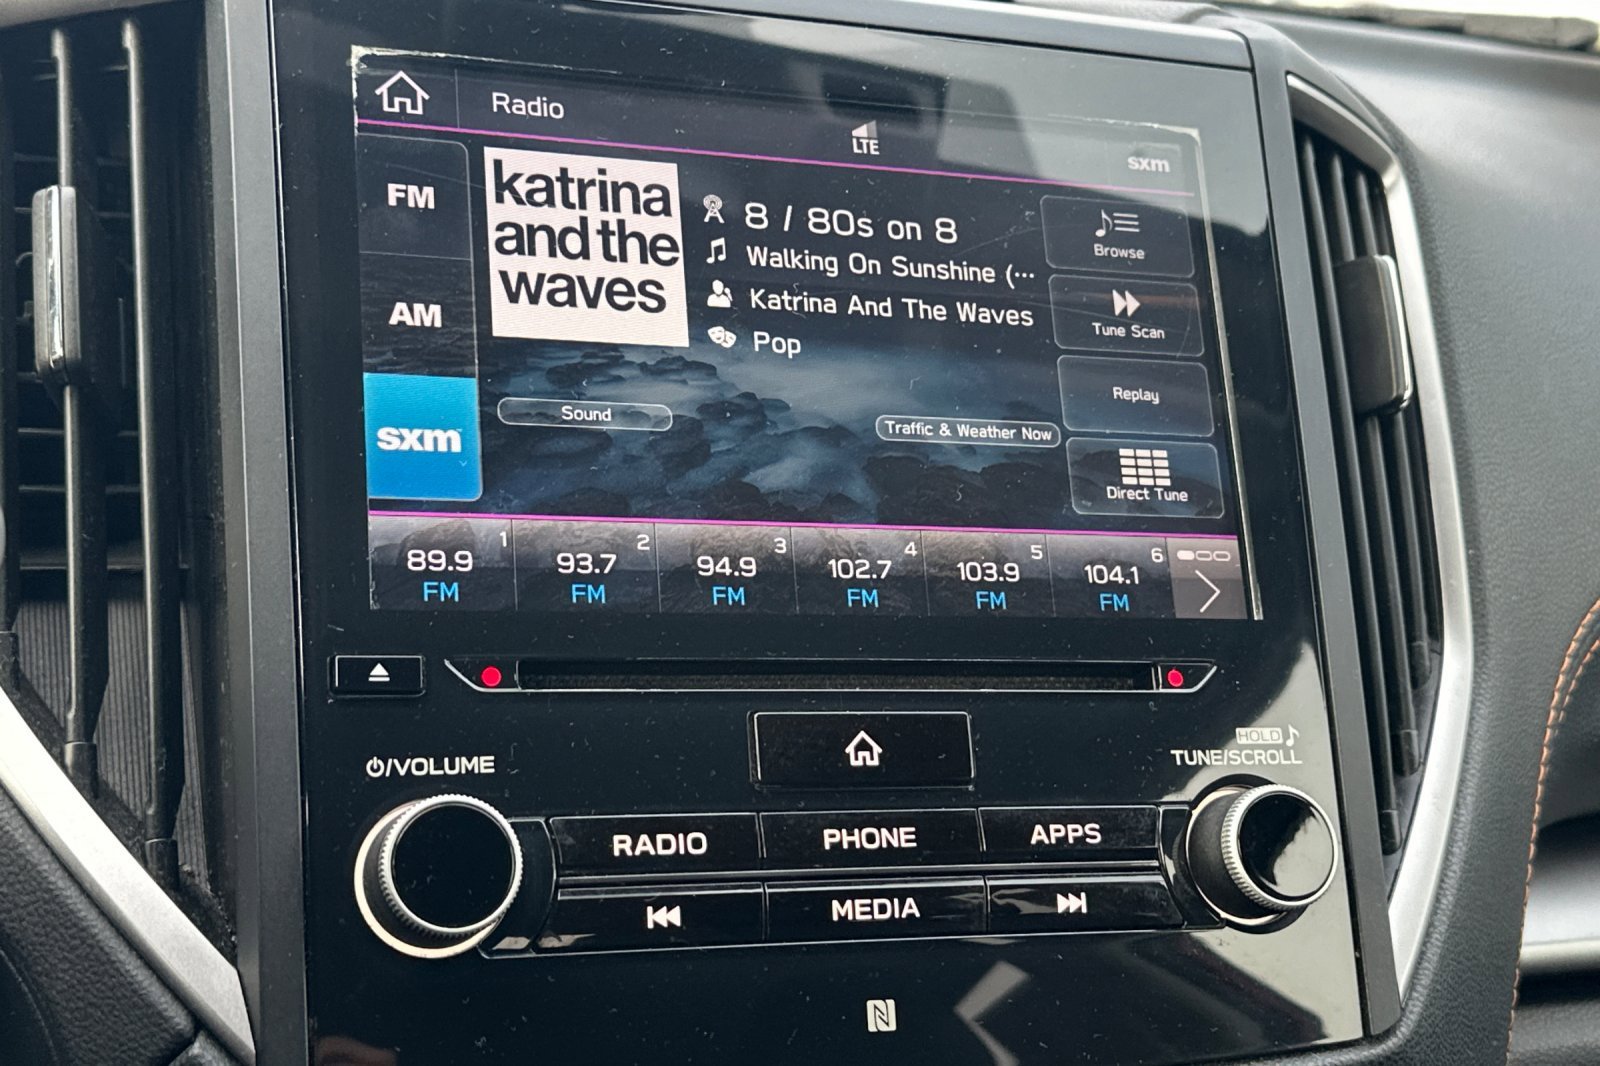 Radio
LTE
sxm
FM
AM
sxm
katrina
and the
waves
8 / 80s on 8
Walking On Sunshine (···
Katrina And The Waves
Pop
Sound
Traffic & Weather Now
Browse
Tune Scan
Replay
Direct Tune
1
89.9
FM
2
93.7
FM
3
94.9
FM
4
102.7
FM
5
103.9
FM
6
104.1
FM
/VOLUME
HOLD
TUNE/SCROLL
RADIO
PHONE
APPS
MEDIA
N